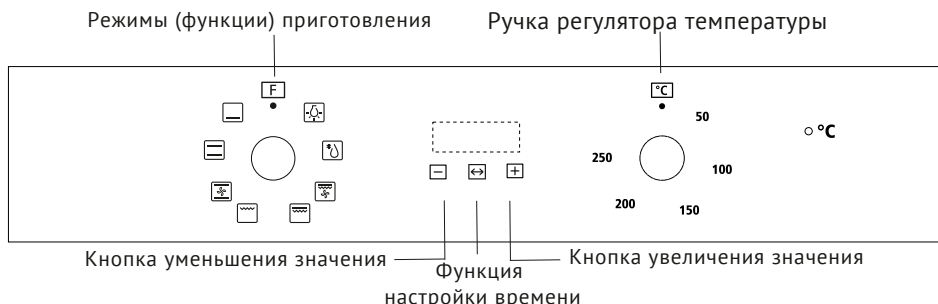 Режимы (функции) приготовления
Ручка регулятора температуры
F
°C
50
°C
250
100
200
150
Кнопка уменьшения значения
Функция
настройки времени
Кнопка увеличения значения